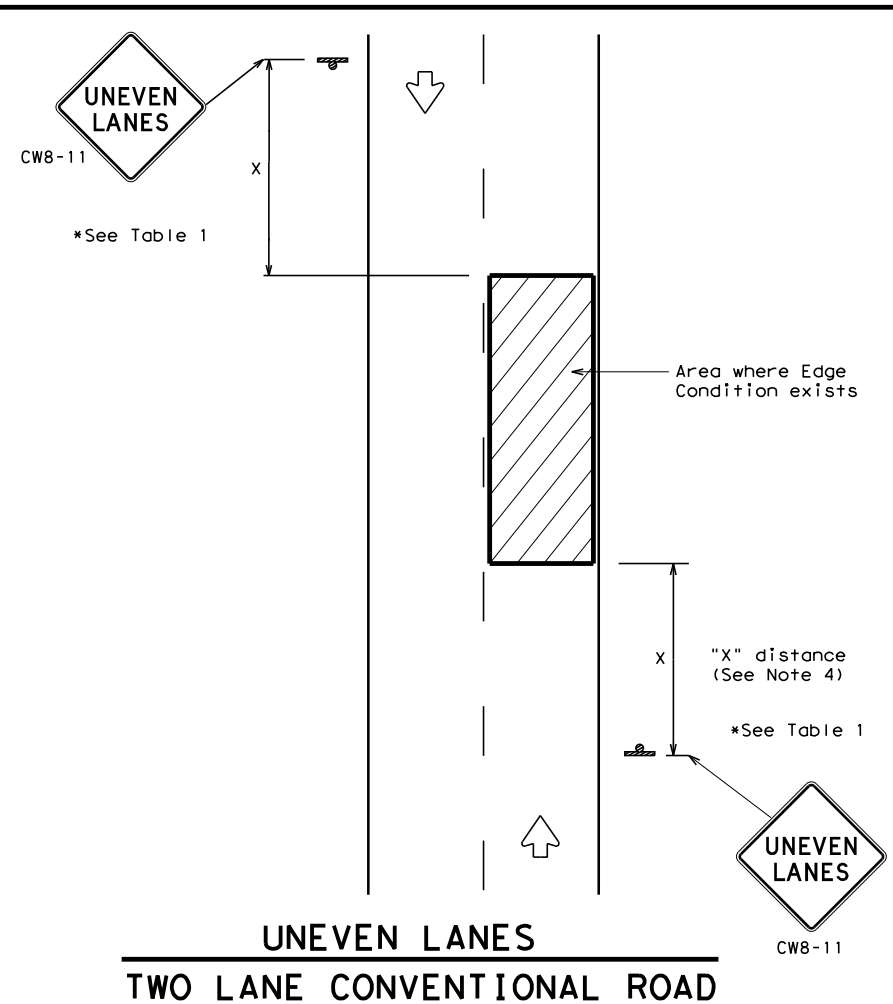 UNEVEN
LANES
CW8-11
X
*See Table 1
Area where Edge
Condition exists
X
"X" distance
(See Note 4)
*See Table 1
UNEVEN
LANES
CW8-11
UNEVEN LANES
TWO LANE CONVENTIONAL ROAD